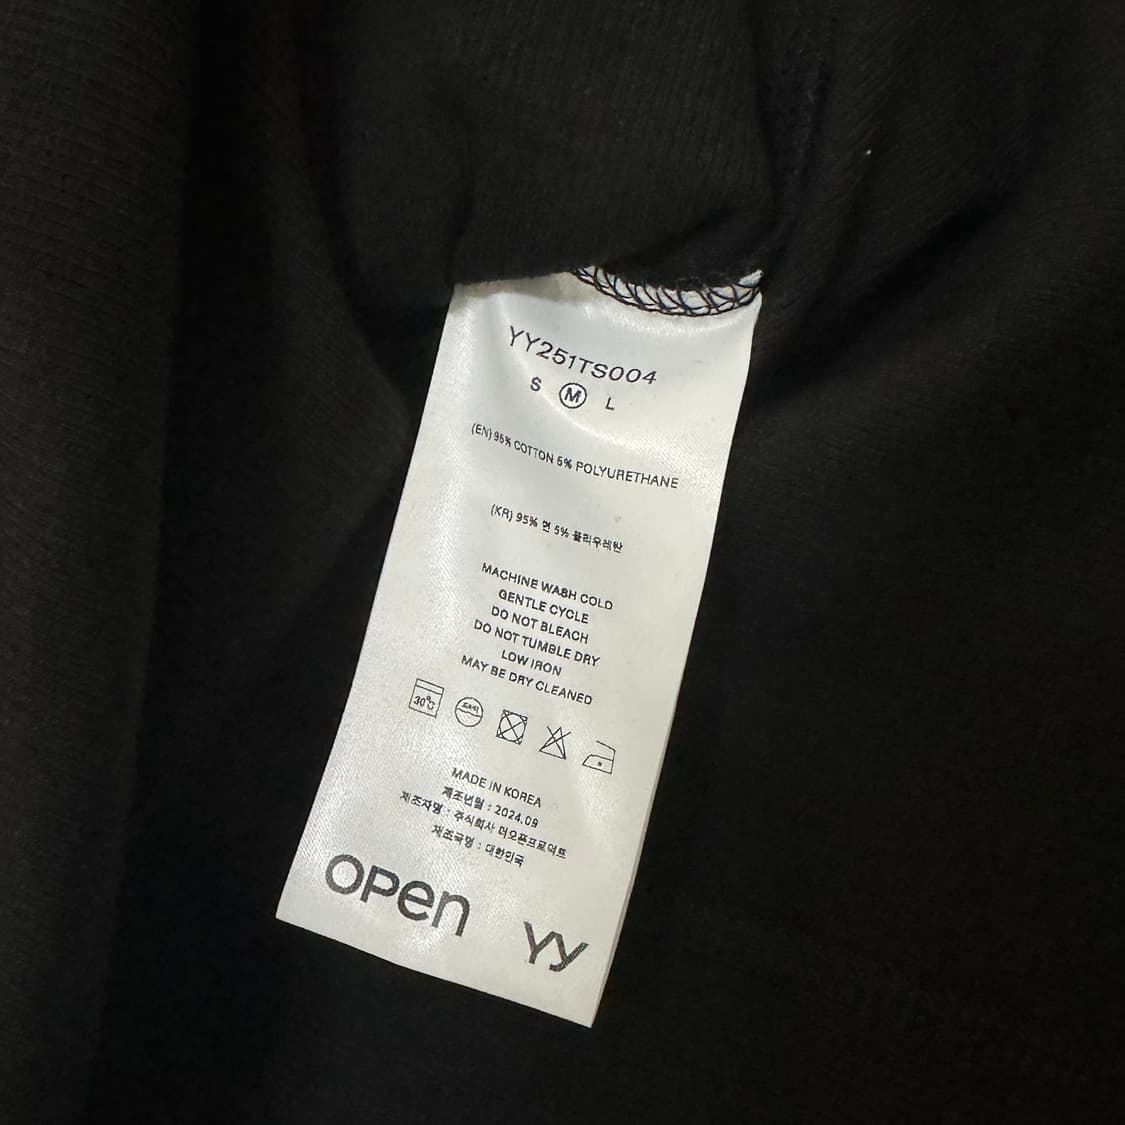 YY251TS004
S M L
(EN) 95% COTTON 5% POLYURETHANE
(KR) 95% 면 5% 폴리우레탄
MACHINE WASH COLD
GENTLE CYCLE
DO NOT BLEACH
DO NOT TUMBLE DRY
LOW IRON
MAY BE DRY CLEANED
30℃ 드라이
MADE IN KOREA
제조년월 : 2024.09
제조자명 : 주식회사 더오픈프로덕트
제조국명 : 대한민국
OPEN YY